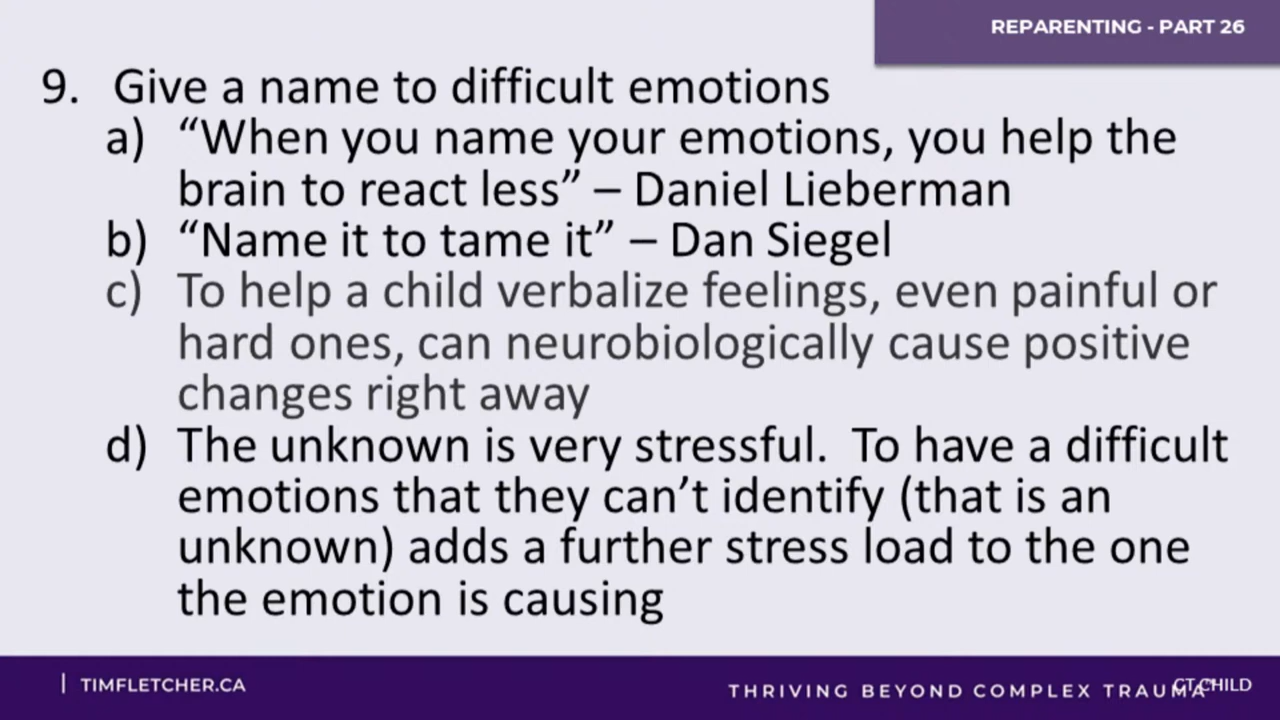 REPARENTING - PART 26
9. Give a name to difficult emotions
a) “When you name your emotions, you help the
brain to react less” – Daniel Lieberman
b) “Name it to tame it” – Dan Siegel
c) To help a child verbalize feelings, even painful or
hard ones, can neurobiologically cause positive
changes right away
d) The unknown is very stressful.  To have a difficult
emotions that they can’t identify (that is an
unknown) adds a further stress load to the one
the emotion is causing
| TIMFLETCHER.CA
THRIVING BEYOND COMPLEX TRAUMA
CT CHILD